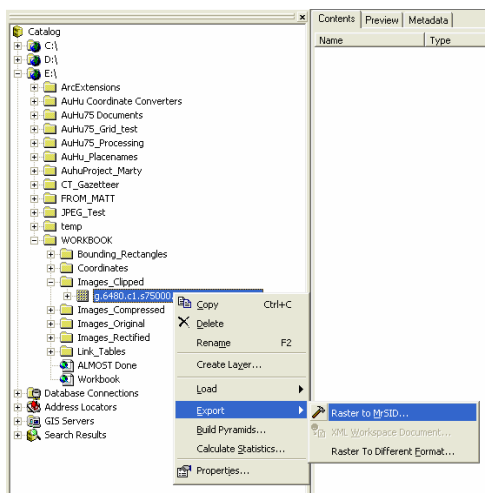 Contents Preview Metadata
Name Type
Catalog
C:\
D:\
E:\
ArcExtensions
AuHu Coordinate Converters
AuHu75 Documents
AuHu75_Grid_test
AuHu75_Processing
AuHu_Placenames
AuhuProject_Marty
CT_Gazetteer
FROM_MATT
JPEG_Test
temp
WORKBOOK
Bounding_Rectangles
Coordinates
Images_Clipped
g.6480.c1.s75000.
Images_Compressed
Images_Original
Images_Rectified
Link_Tables
ALMOST Done
Workbook
Database Connections
Address Locators
GIS Servers
Search Results
Copy Ctrl+C
Delete
Rename F2
Create Layer...
Load
Export
Build Pyramids...
Calculate Statistics...
Properties...
Raster to MrSID...
XML Workspace Document...
Raster To Different Format...